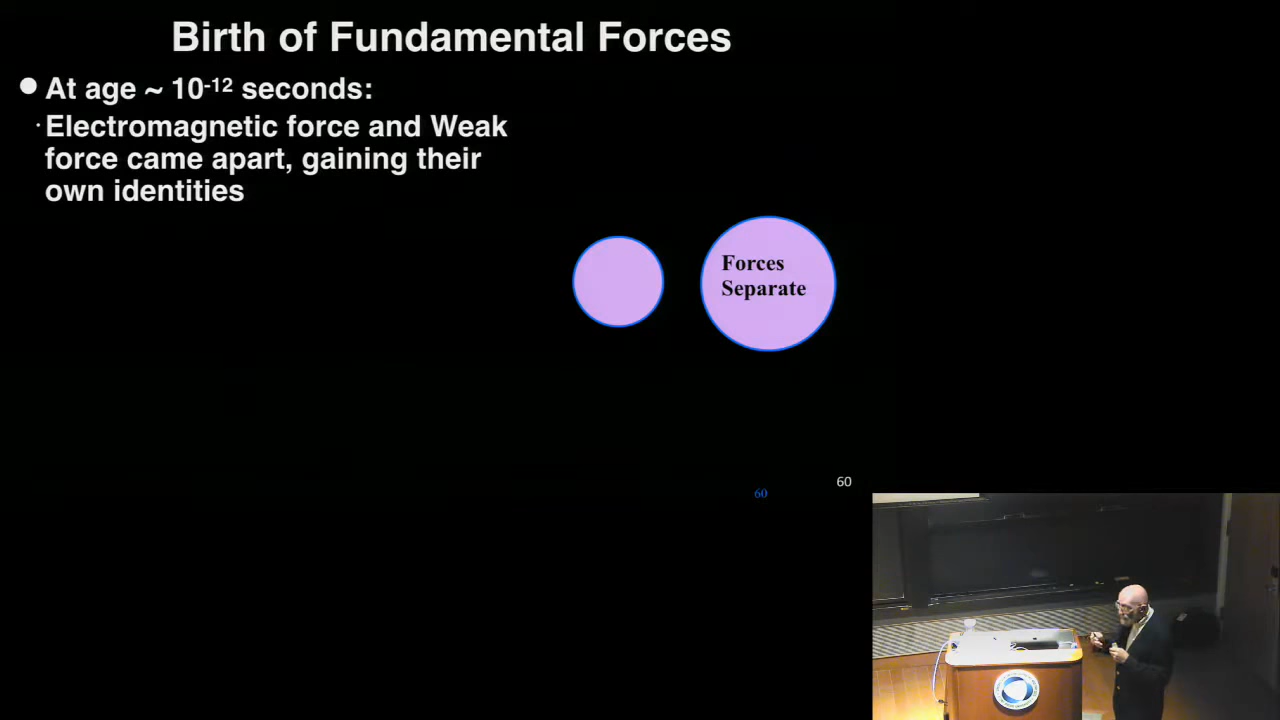 Birth of Fundamental Forces
At age ~ 10⁻¹² seconds:
Electromagnetic force and Weak
force came apart, gaining their
own identities
Forces
Separate
60
60